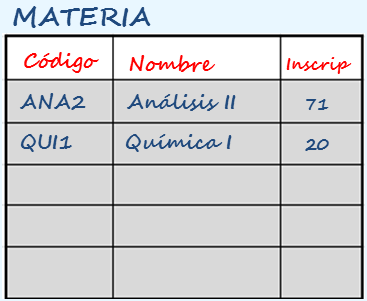 MATERIA
Código Nombre Inscrip
ANA2 Análisis II 71
QUI1 Química I 20